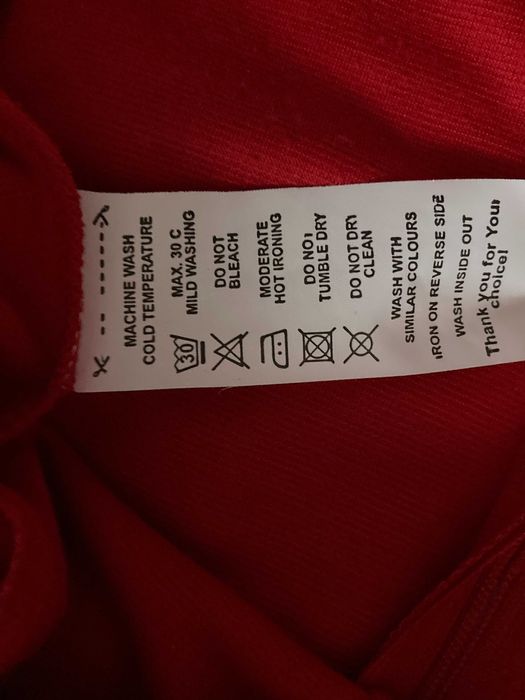 MACHINE WASH
COLD TEMPERATURE
MAX. 30 C
MILD WASHING
30
DO NOT
BLEACH
MODERATE
HOT IRONING
DO NOT
TUMBLE DRY
DO NOT DRY
CLEAN
WASH WITH
SIMILAR COLOURS
IRON ON REVERSE SIDE
WASH INSIDE OUT
Thank you for Your
choice!